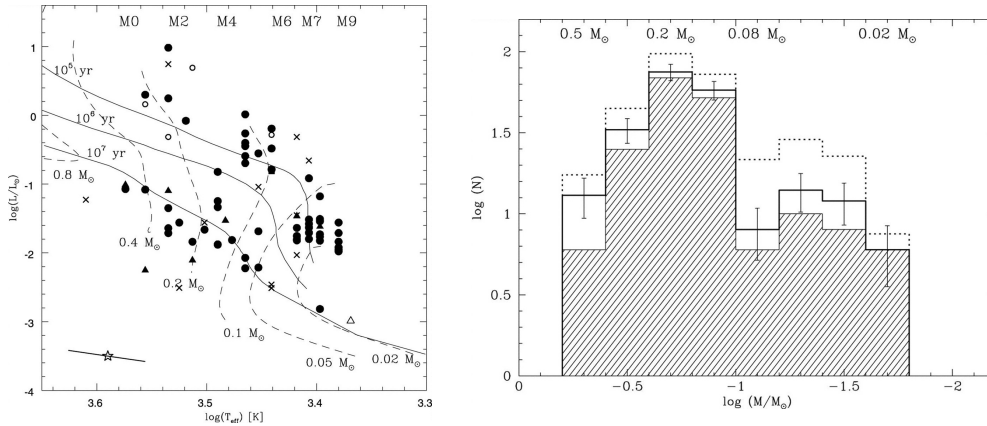 M0 M2 M4 M6 M7 M9
1
0
-1
-2
-3
-4
log(L/L⊙)
10⁵ yr
10⁶ yr
10⁷ yr
0.8 M⊙
0.4 M⊙
0.2 M⊙
0.1 M⊙
0.05 M⊙
0.02 M⊙
3.6 3.5 3.4 3.3
log(Teff) [K]
0.5 M⊙ 0.2 M⊙ 0.08 M⊙ 0.02 M⊙
2
1.5
1
0.5
0
log (N)
0 -0.5 -1 -1.5 -2
log (M/M⊙)